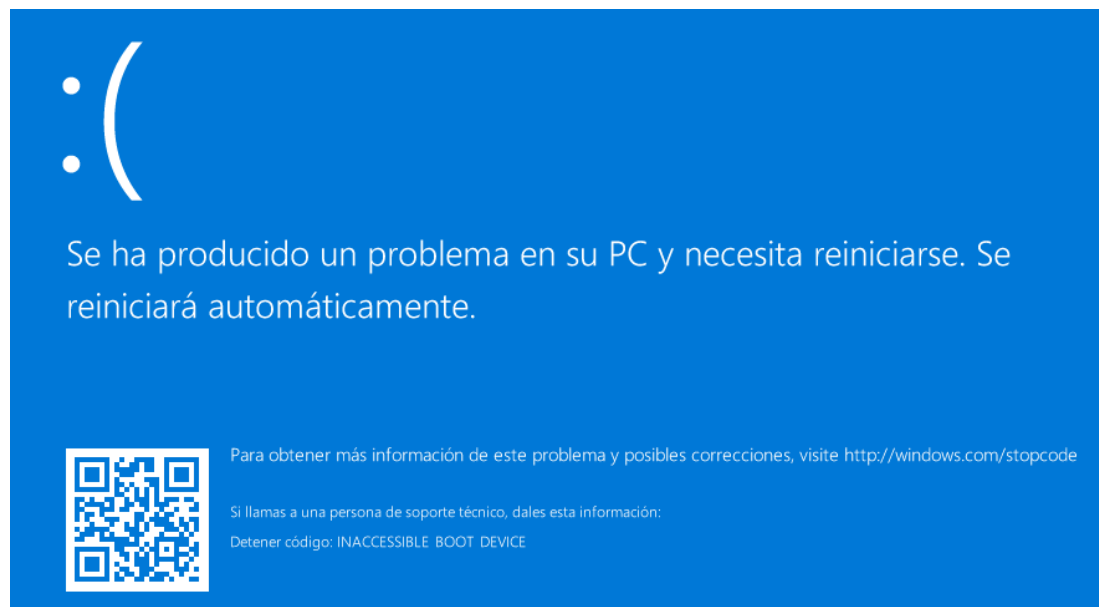 :(
Se ha producido un problema en su PC y necesita reiniciarse. Se
reiniciará automáticamente.
Para obtener más información de este problema y posibles correcciones, visite http://windows.com/stopcode
Si llamas a una persona de soporte técnico, dales esta información:
Detener código: INACCESSIBLE BOOT DEVICE